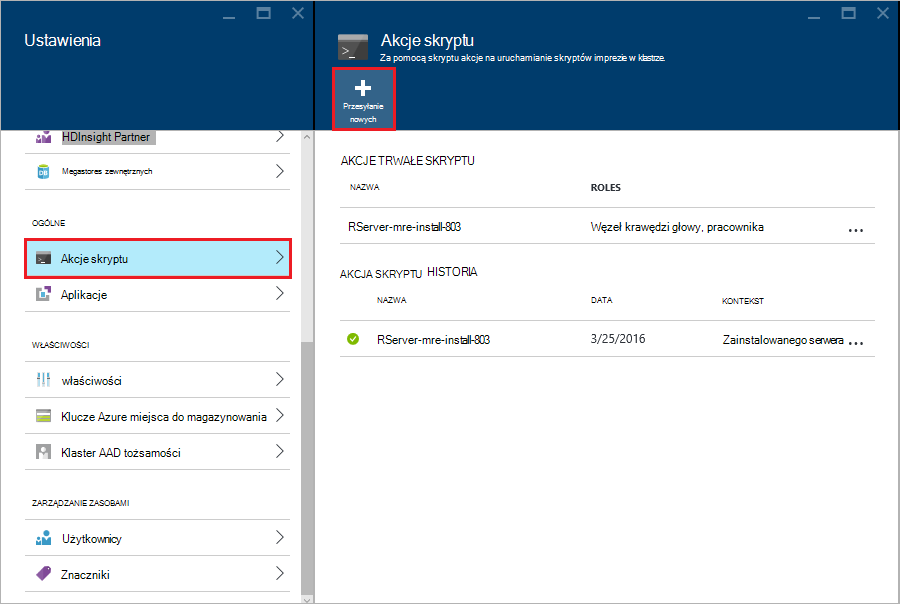 Ustawienia
HDInsight Partner
Megastores zewnętrznych
OGÓLNE
Akcje skryptu
Aplikacje
WŁAŚCIWOŚCI
właściwości
Klucze Azure miejsca do magazynowania
Klaster AAD tożsamości
ZARZĄDZANIE ZASOBAMI
Użytkownicy
Znaczniki
Akcje skryptu
Za pomocą skryptu akcje na uruchamianie skryptów imprezie w klastrze.
Przesyłanie
nowych
AKCJE TRWAŁE SKRYPTU
NAZWA ROLES
RServer-mre-install-803 Węzeł krawędzi głowy, pracownika ...
AKCJA SKRYPTU HISTORIA
NAZWA DATA KONTEKST
RServer-mre-install-803 3/25/2016 Zainstalowanego serwera ...